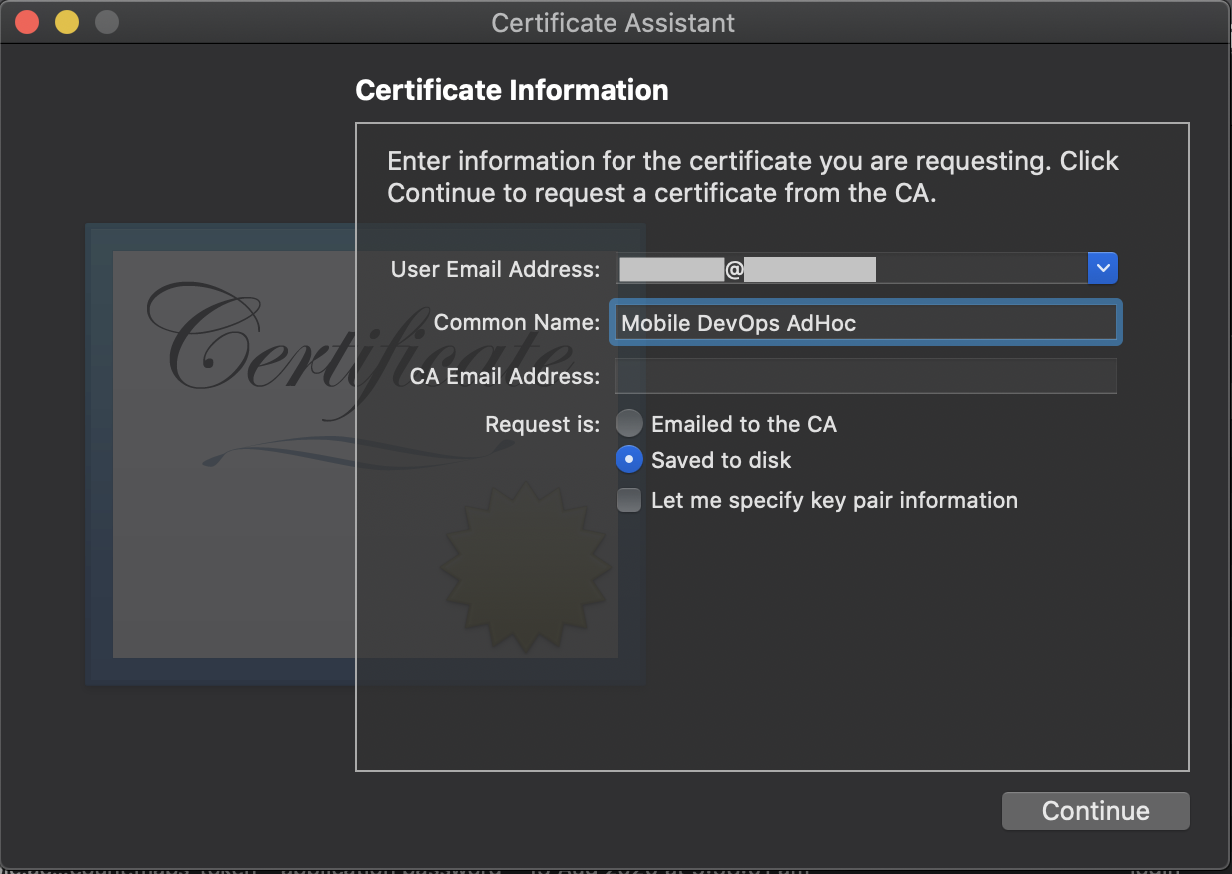 Certificate Assistant
Certificate Information
Enter information for the certificate you are requesting. Click
Continue to request a certificate from the CA.
User Email Address: @
Common Name: Mobile DevOps AdHoc
CA Email Address:
Request is: Emailed to the CA
Saved to disk
Let me specify key pair information
Certificate
Continue